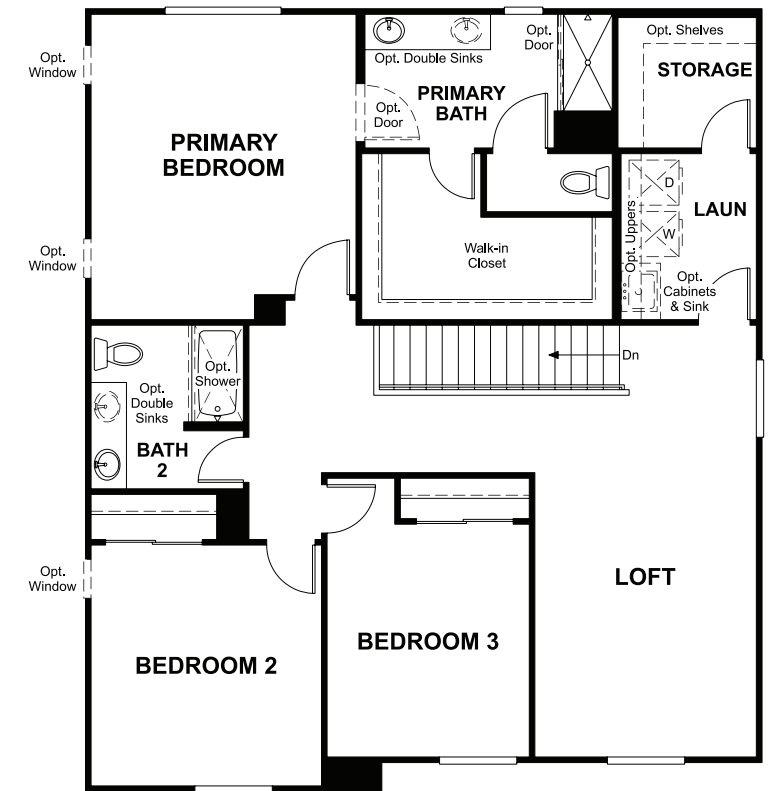 Opt.
Window
PRIMARY
BEDROOM
Opt.
Window
Opt. Double Sinks
Opt.
Door
PRIMARY
BATH
Opt.
Door
Opt. Shelves
STORAGE
D
W
LAUN
Opt. Uppers
Opt.
Cabinets
& Sink
Walk-in
Closet
Dn
Opt.
Shower
Opt.
Double
Sinks
BATH
2
Opt.
Window
BEDROOM 2
BEDROOM 3
LOFT